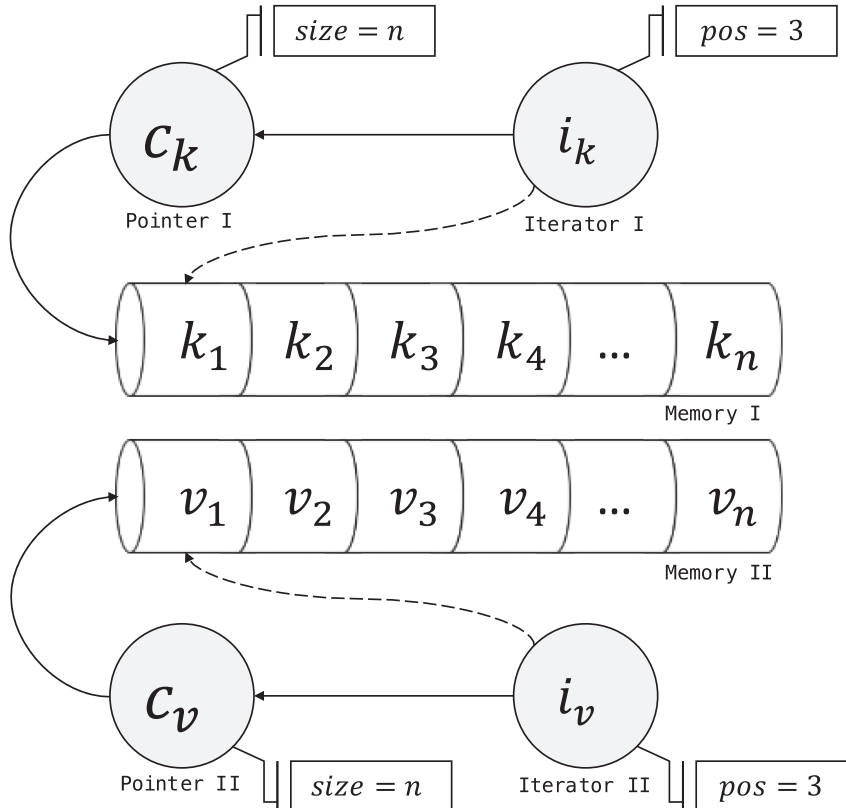 size = n
pos = 3
c_k
i_k
Pointer I
Iterator I
k_1 k_2 k_3 k_4 ... k_n
Memory I
v_1 v_2 v_3 v_4 ... v_n
Memory II
c_v
i_v
Pointer II
Iterator II
size = n
pos = 3